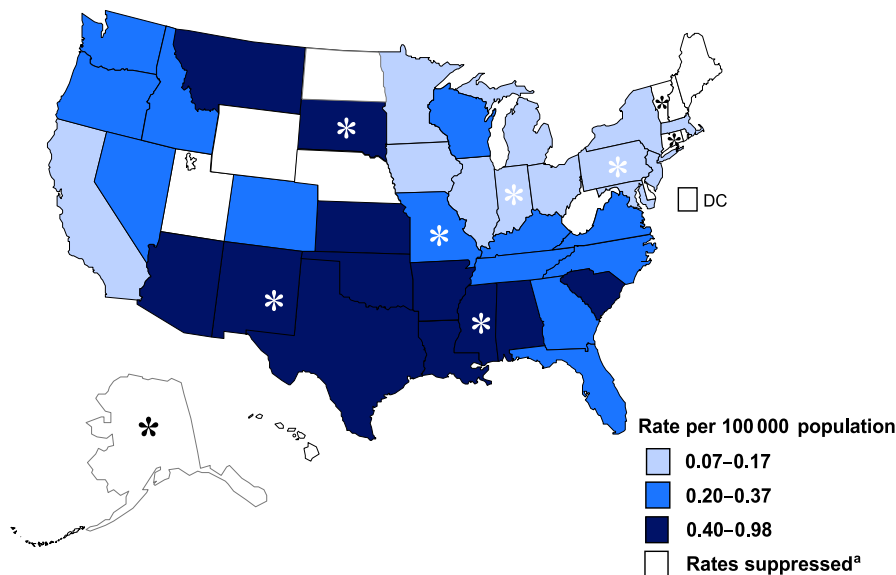 DC
Rate per 100 000 population
0.07–0.17
0.20–0.37
0.40–0.98
Rates suppressedᵃ